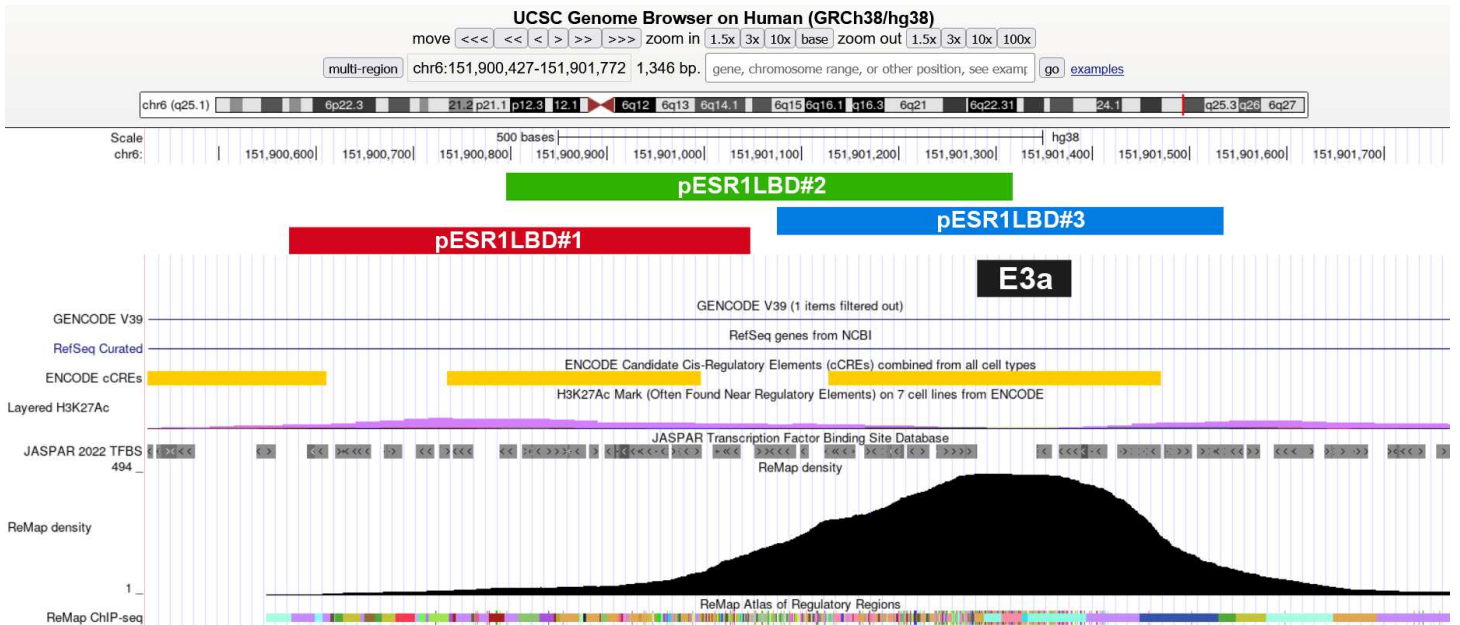 UCSC Genome Browser on Human (GRCh38/hg38)
move <<< << < > >> >>> zoom in 1.5x 3x 10x base zoom out 1.5x 3x 10x 100x
multi-region chr6:151,900,427-151,901,772 1,346 bp. gene, chromosome range, or other position, see examp go examples
chr6 (q25.1) 6p22.3 21.2 p21.1 p12.3 12.1 6q12 6q13 6q14.1 6q15 6q16.1 q16.3 6q21 6q22.31 24.1 q25.3 q26 6q27
Scale 500 bases hg38
chr6: 151,900,600 151,900,700 151,900,800 151,900,900 151,901,000 151,901,100 151,901,200 151,901,300 151,901,400 151,901,500 151,901,600 151,901,700
pESR1LBD#2
pESR1LBD#3
pESR1LBD#1
E3a
GENCODE V39 (1 items filtered out)
GENCODE V39
RefSeq genes from NCBI
RefSeq Curated
ENCODE Candidate Cis-Regulatory Elements (cCREs) combined from all cell types
ENCODE cCREs
H3K27Ac Mark (Often Found Near Regulatory Elements) on 7 cell lines from ENCODE
Layered H3K27Ac
JASPAR Transcription Factor Binding Site Database
JASPAR 2022 TFBS
494
ReMap density
ReMap density
1
ReMap Atlas of Regulatory Regions
ReMap ChIP-seq